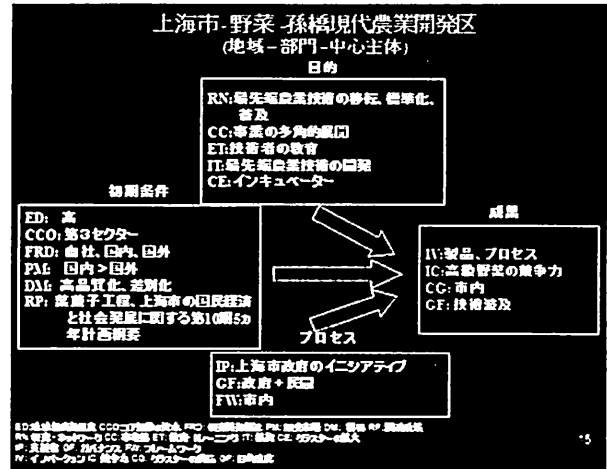 上海市-野菜-孫橋現代農業開発区
(地域-部門-中心主体)
目的
RN:最先端農業技術の移転、標準化、
普及
CC:事業の多角的展開
ET:技術者の教育
IT:最先端農業技術の開発
CE:インキュベーター
初期条件
ED: 高
CCO:第3セクター
FRD:自社、国内、国外
PM: 国内>国外
DM: 高品質化、差別化
RP: 菜籃子工程、上海市の国民経済
と社会発展に関する第10期5カ
年計画概要
成果
IV:製品、プロセス
IC:高級野菜の競争力
CG:市内
GF:技術波及
プロセス
IP:上海市政府のイニシアティブ
GF:政府+民間
FW:市内
15